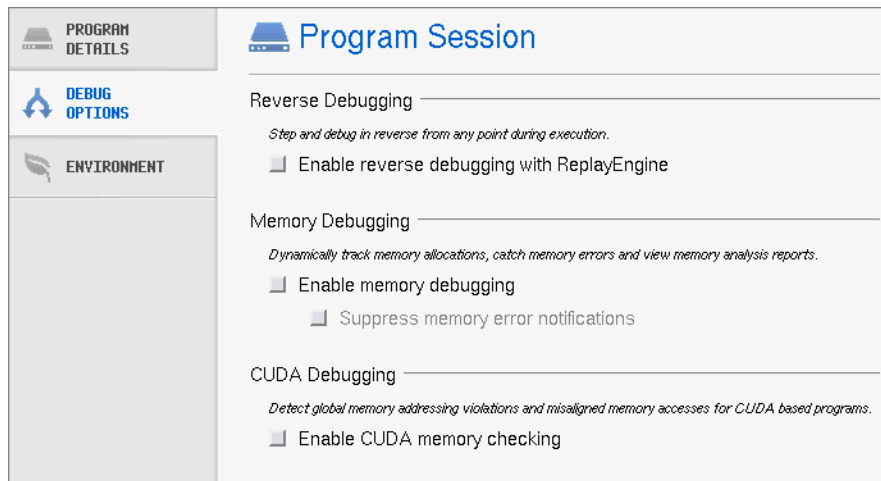 PROGRAM
DETAILS
DEBUG
OPTIONS
ENVIRONMENT
Program Session
Reverse Debugging
Step and debug in reverse from any point during execution.
Enable reverse debugging with ReplayEngine
Memory Debugging
Dynamically track memory allocations, catch memory errors and view memory analysis reports.
Enable memory debugging
Suppress memory error notifications
CUDA Debugging
Detect global memory addressing violations and misaligned memory accesses for CUDA based programs.
Enable CUDA memory checking